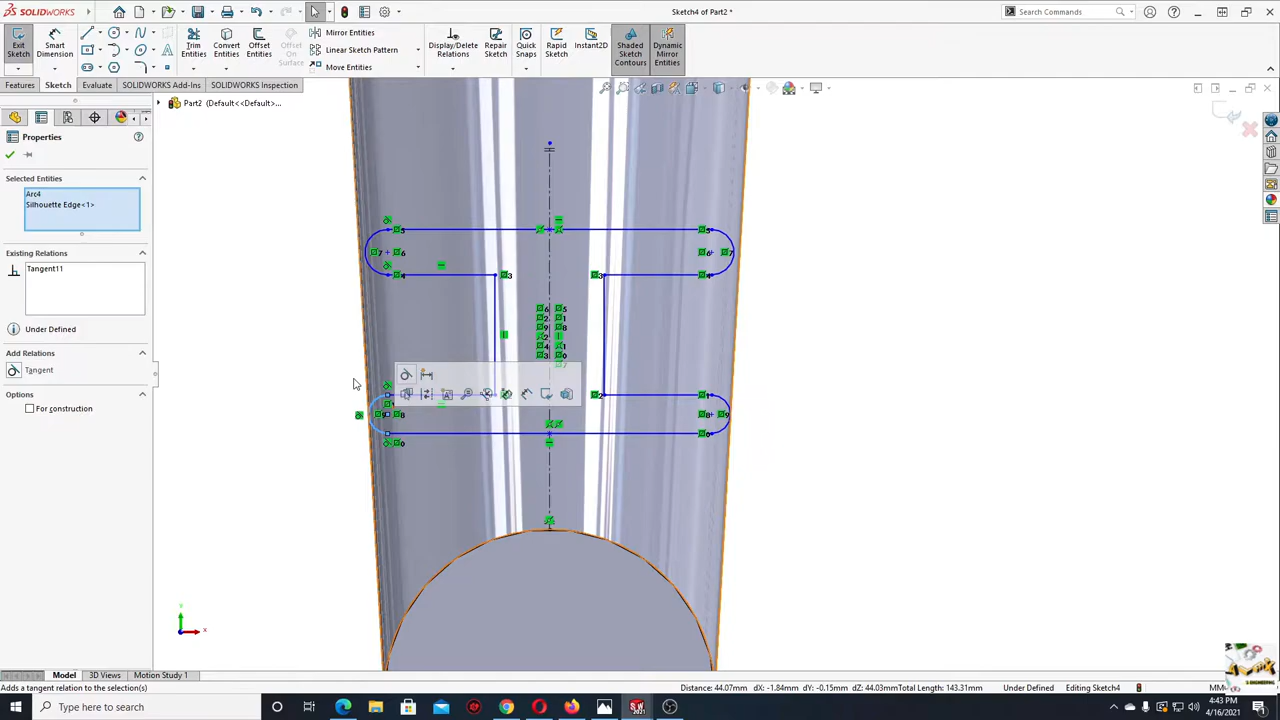 SOLIDWORKS
Sketch4 of Part2 *
Search Commands
Exit Sketch
Smart Dimension
Trim Entities
Convert Entities
Offset Entities
Offset On Surface
Mirror Entities
Linear Sketch Pattern
Move Entities
Display/Delete Relations
Repair Sketch
Quick Snaps
Rapid Sketch
Instant2D
Shaded Sketch Contours
Dynamic Mirror Entities
Features
Sketch
Evaluate
SOLIDWORKS Add-Ins
SOLIDWORKS Inspection
Part2 (Default<<Default>...
Properties
Selected Entities
Arc4
Silhouette Edge<1>
Existing Relations
Tangent11
Under Defined
Add Relations
Tangent
Options
For construction
Model
3D Views
Motion Study 1
Adds a tangent relation to the selection(s)
Distance: 44.07mm dX: -1.84mm dY: -0.15mm dZ: 44.03mm Total Length: 143.31mm
Under Defined
Editing Sketch4
Type here to search
4:43 PM
4/16/2021